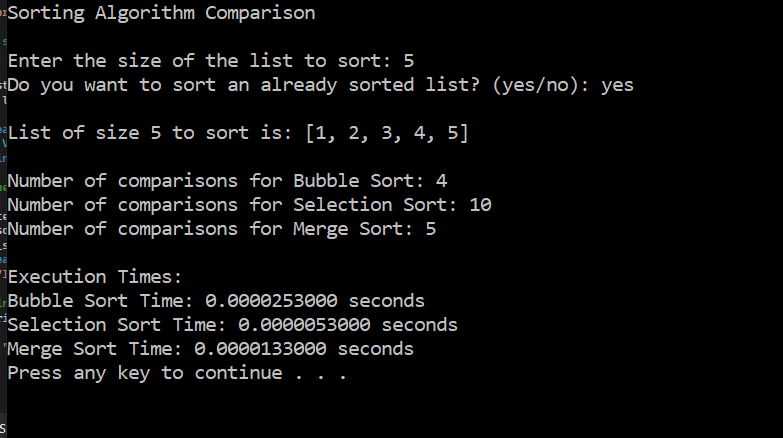 Sorting Algorithm Comparison
Enter the size of the list to sort: 5
Do you want to sort an already sorted list? (yes/no): yes
List of size 5 to sort is: [1, 2, 3, 4, 5]
Number of comparisons for Bubble Sort: 4
Number of comparisons for Selection Sort: 10
Number of comparisons for Merge Sort: 5
Execution Times:
Bubble Sort Time: 0.0000253000 seconds
Selection Sort Time: 0.0000053000 seconds
Merge Sort Time: 0.0000133000 seconds
Press any key to continue . . .